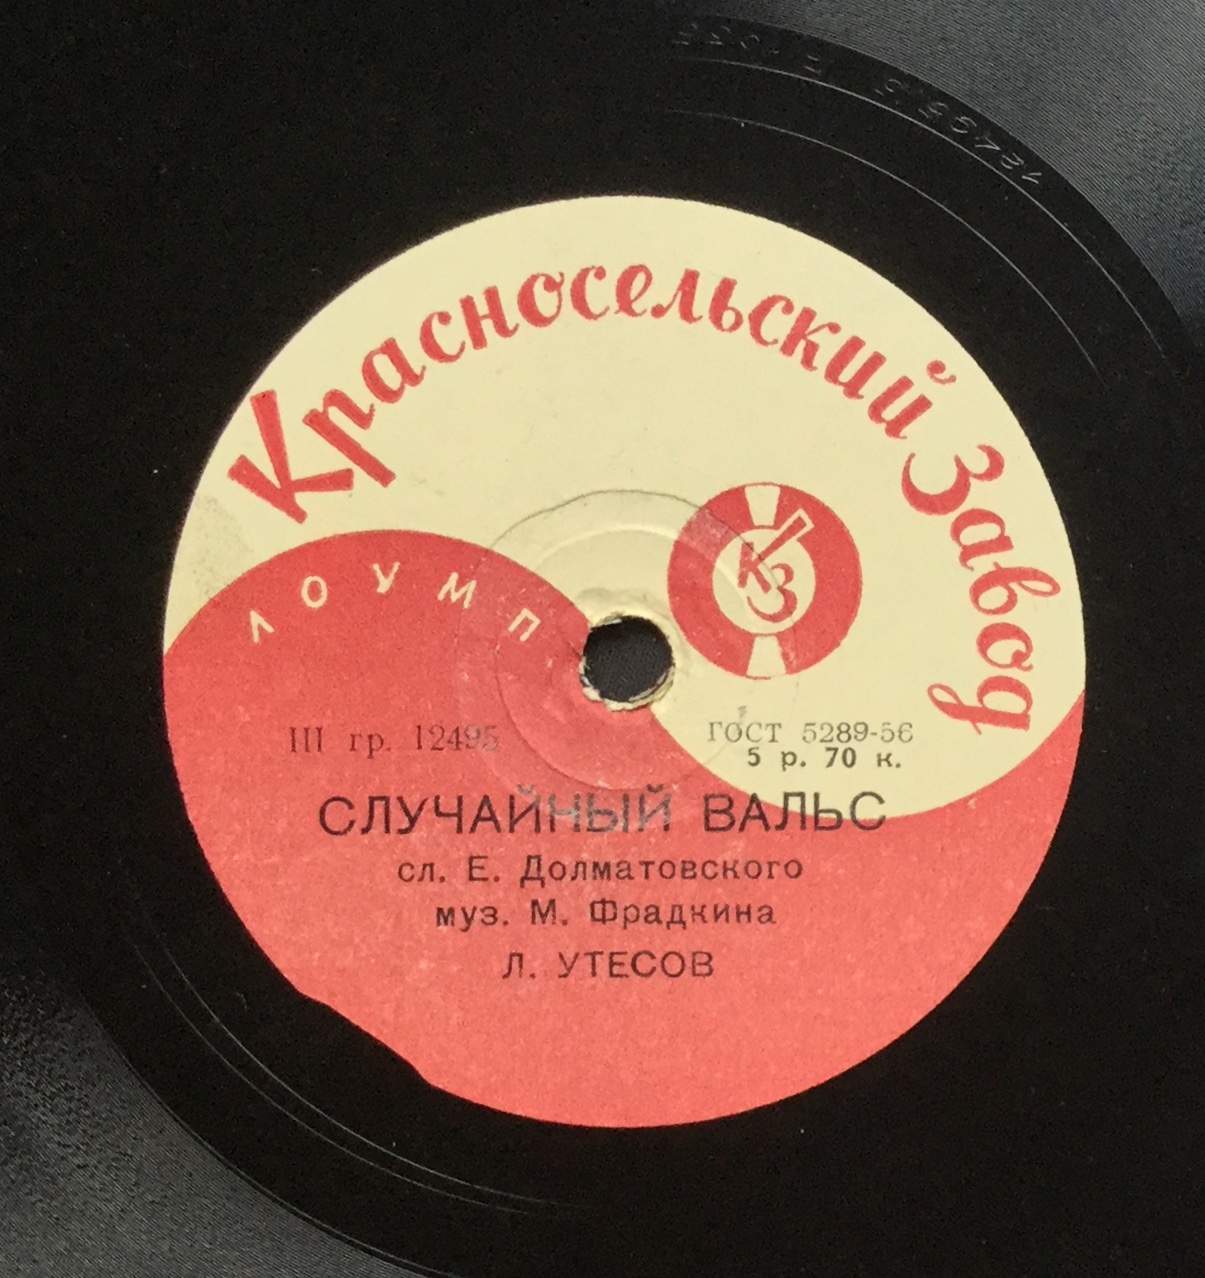 Красносельский Завод
ЛОУМП
КЗ
III гр. 12495
ГОСТ 5289-56
5 р. 70 к.
СЛУЧАЙНЫЙ ВАЛЬС
сл. Е. Долматовского
муз. М. Фрадкина
Л. УТЕСОВ